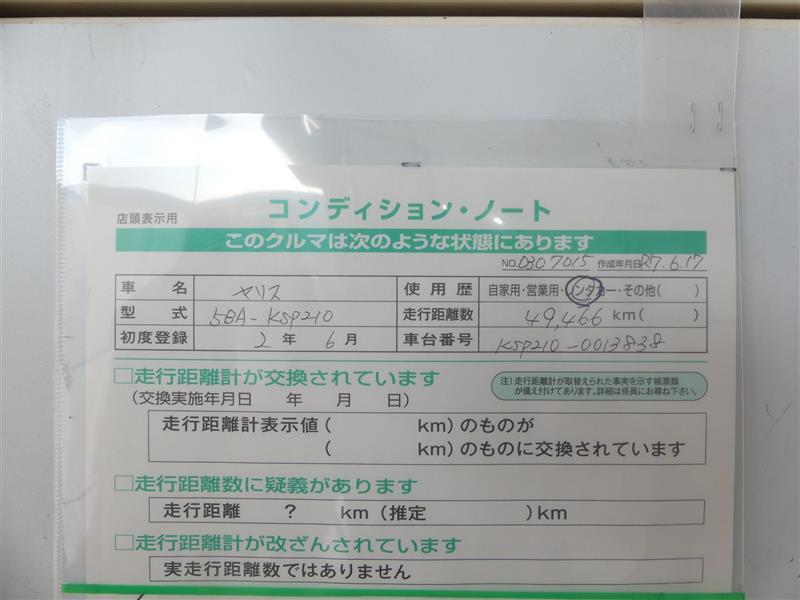 店頭表示用
コンディション・ノート
このクルマは次のような状態にあります
NO. 0307015 作成年月日 R7.6.17
車名 ヤリス 使用歴 自家用・営業用・レンタカー・その他( )
型式 5BA-KSP210 走行距離数 49,466 km( )
初度登録 2年 6月 車台番号 KSP210-0013838
□走行距離計が交換されています
(交換実施年月日 年 月 日)
注)走行距離計が取替えられた事実を示す帳票類
が備え付けてあります。詳細は係員にお尋ね下さい。
走行距離計表示値( km)のものが
( km)のものに交換されています
□走行距離数に疑義があります
走行距離 ? km(推定 )km
□走行距離計が改ざんされています
実走行距離数ではありません